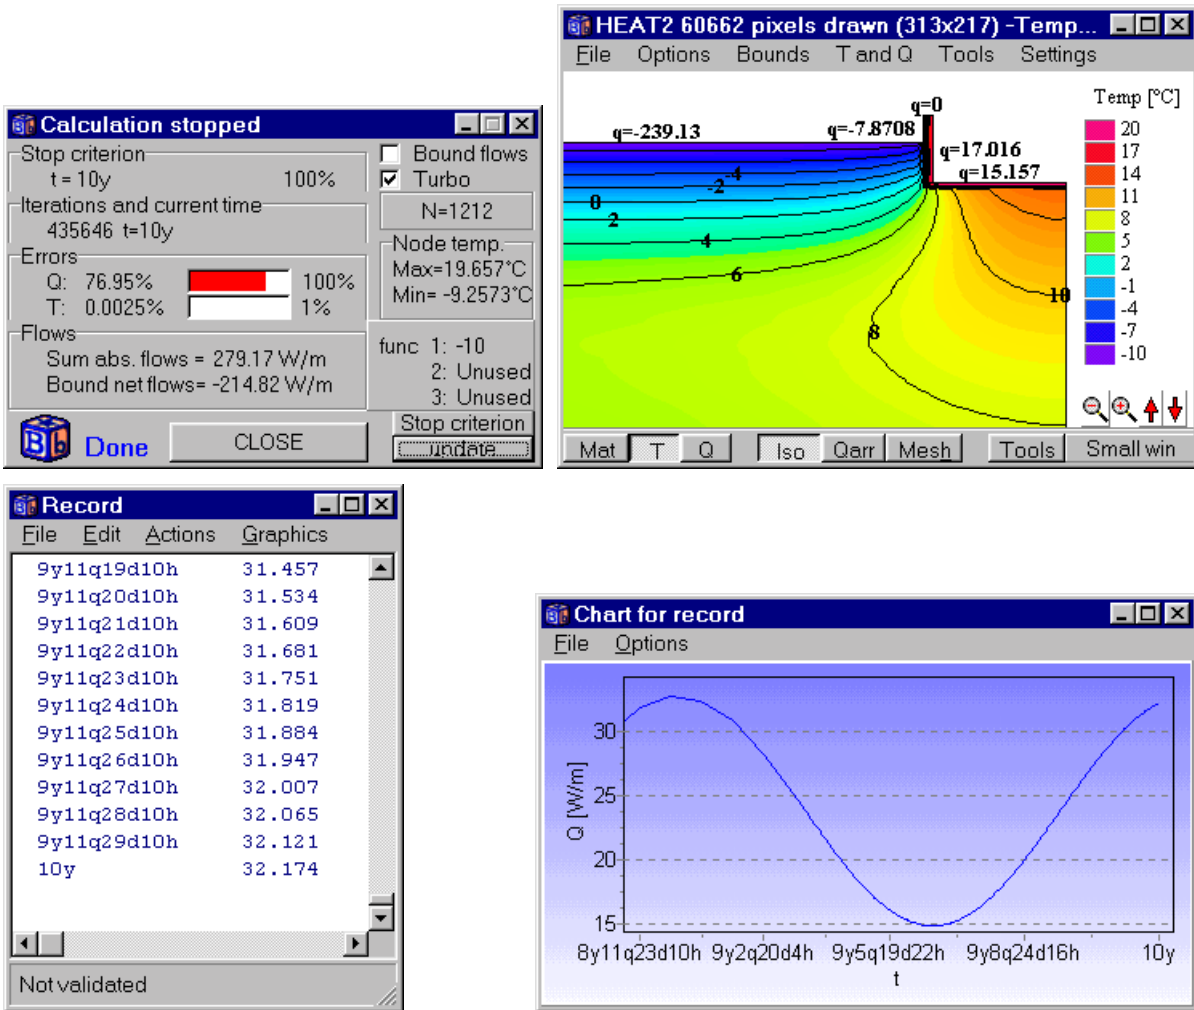 HEAT2 60662 pixels drawn (313x217) -Temp...
File Options Bounds T and Q Tools Settings
Temp [°C]
q=0
q=-239.13
q=-7.8708
q=17.016
q=15.157
-4
-2
0
2
4
6
8
10
20
17
14
11
8
5
2
-1
-4
-7
-10
Mat T Q Iso Qarr Mesh Tools Small win
Calculation stopped
Stop criterion
t = 10y 100%
Bound flows
Turbo
Iterations and current time
435646 t=10y
N=1212
Errors
Q: 76.95% 100%
T: 0.0025% 1%
Node temp.
Max=19.657°C
Min= -9.2573°C
Flows
Sum abs. flows = 279.17 W/m
Bound net flows= -214.82 W/m
func 1: -10
2: Unused
3: Unused
Bb Done CLOSE
Stop criterion
update
Record
File Edit Actions Graphics
9y11q19d10h 31.457
9y11q20d10h 31.534
9y11q21d10h 31.609
9y11q22d10h 31.681
9y11q23d10h 31.751
9y11q24d10h 31.819
9y11q25d10h 31.884
9y11q26d10h 31.947
9y11q27d10h 32.007
9y11q28d10h 32.065
9y11q29d10h 32.121
10y 32.174
Not validated
Chart for record
File Options
Q [W/m]
30
25
20
15
8y11q23d10h 9y2q20d4h 9y5q19d22h 9y8q24d16h 10y
t